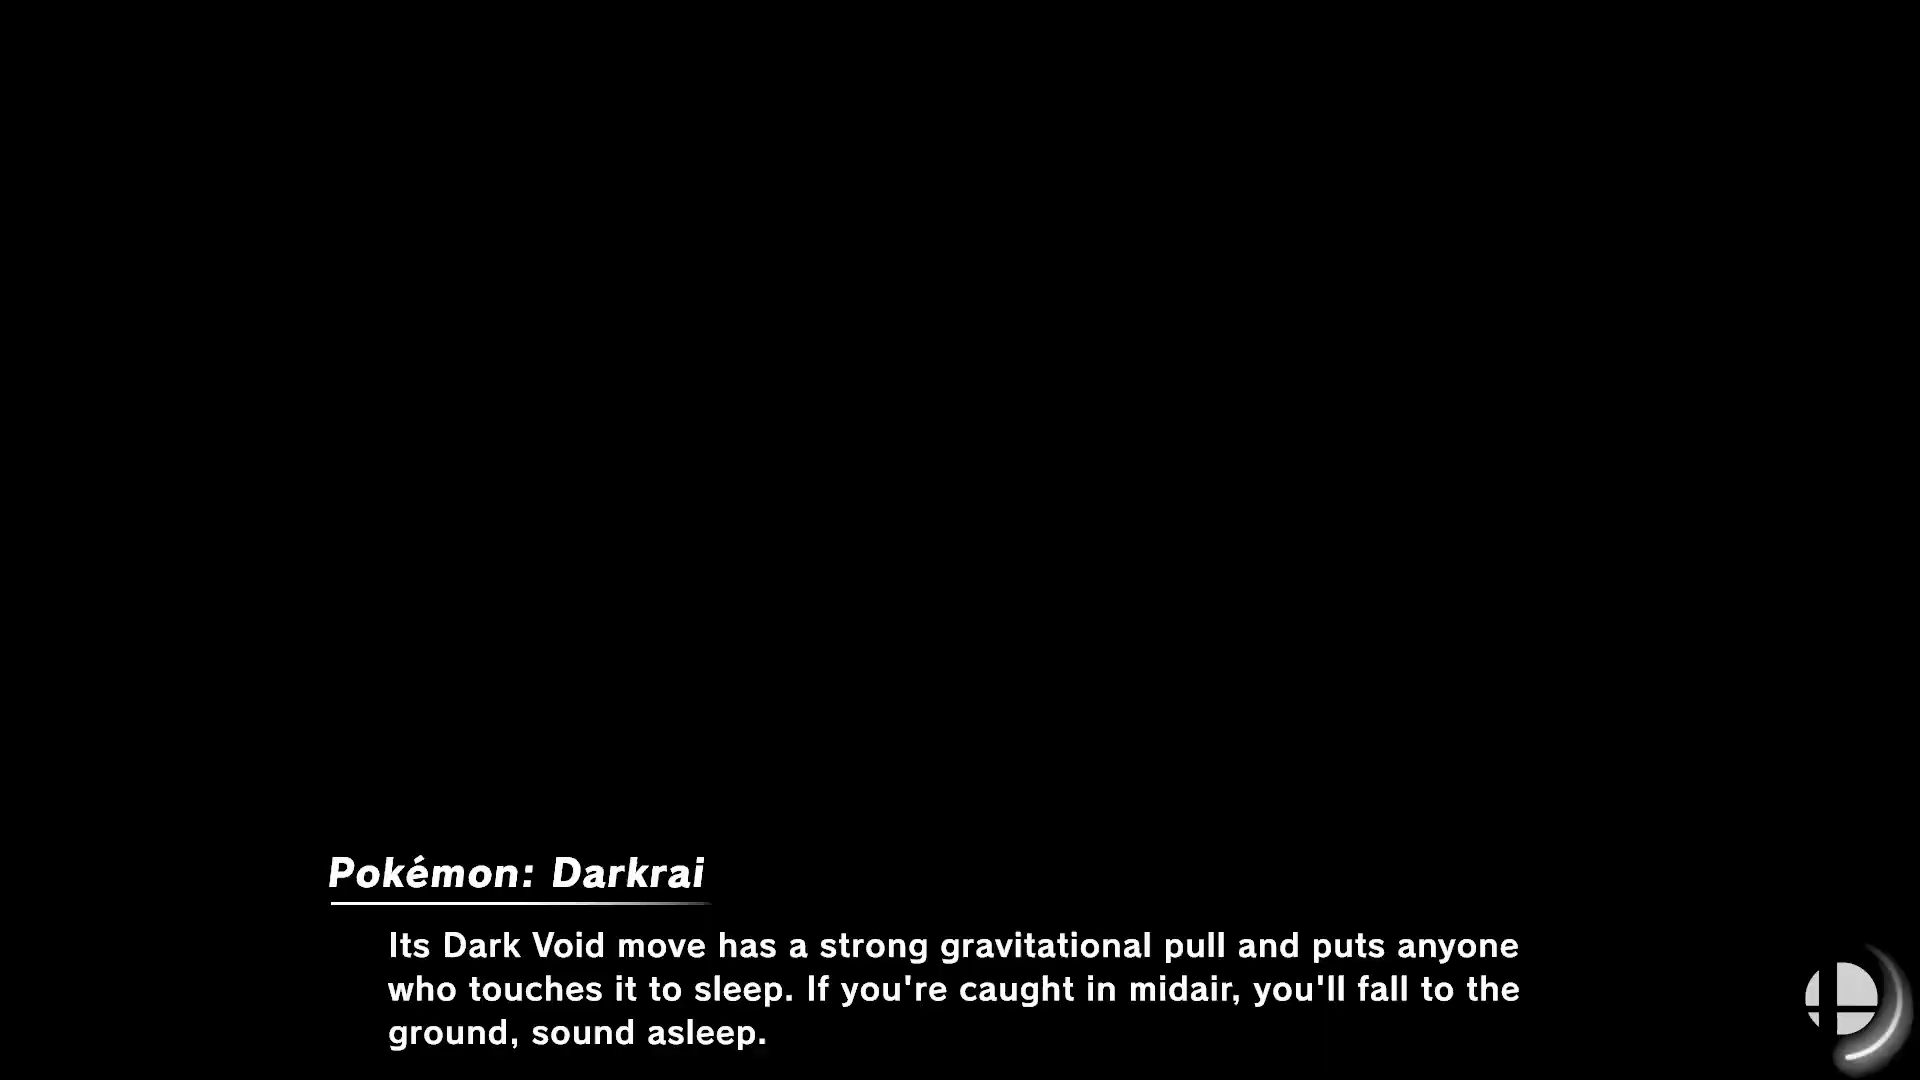 Pokémon: Darkrai
Its Dark Void move has a strong gravitational pull and puts anyone
who touches it to sleep. If you're caught in midair, you'll fall to the
ground, sound asleep.